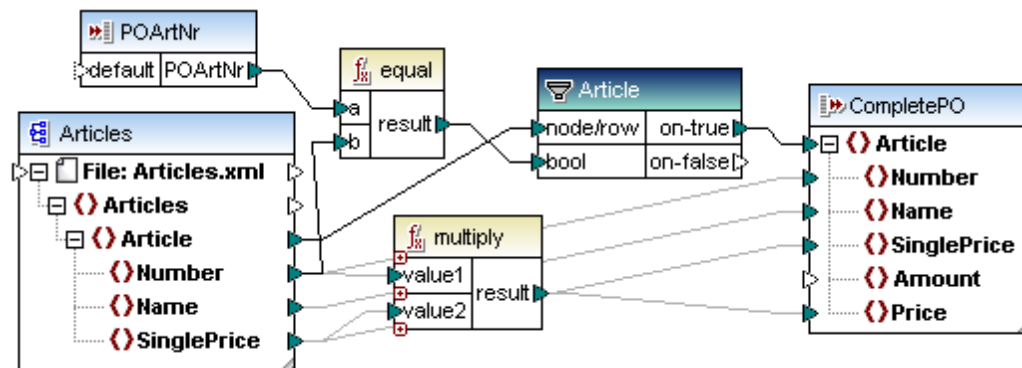 POArtNr
default POArtNr
equal
a
b
result
Article
node/row on-true
bool on-false
CompletePO
Article
Number
Name
SinglePrice
Amount
Price
Articles
File: Articles.xml
Articles
Article
Number
Name
SinglePrice
multiply
value1
value2
result